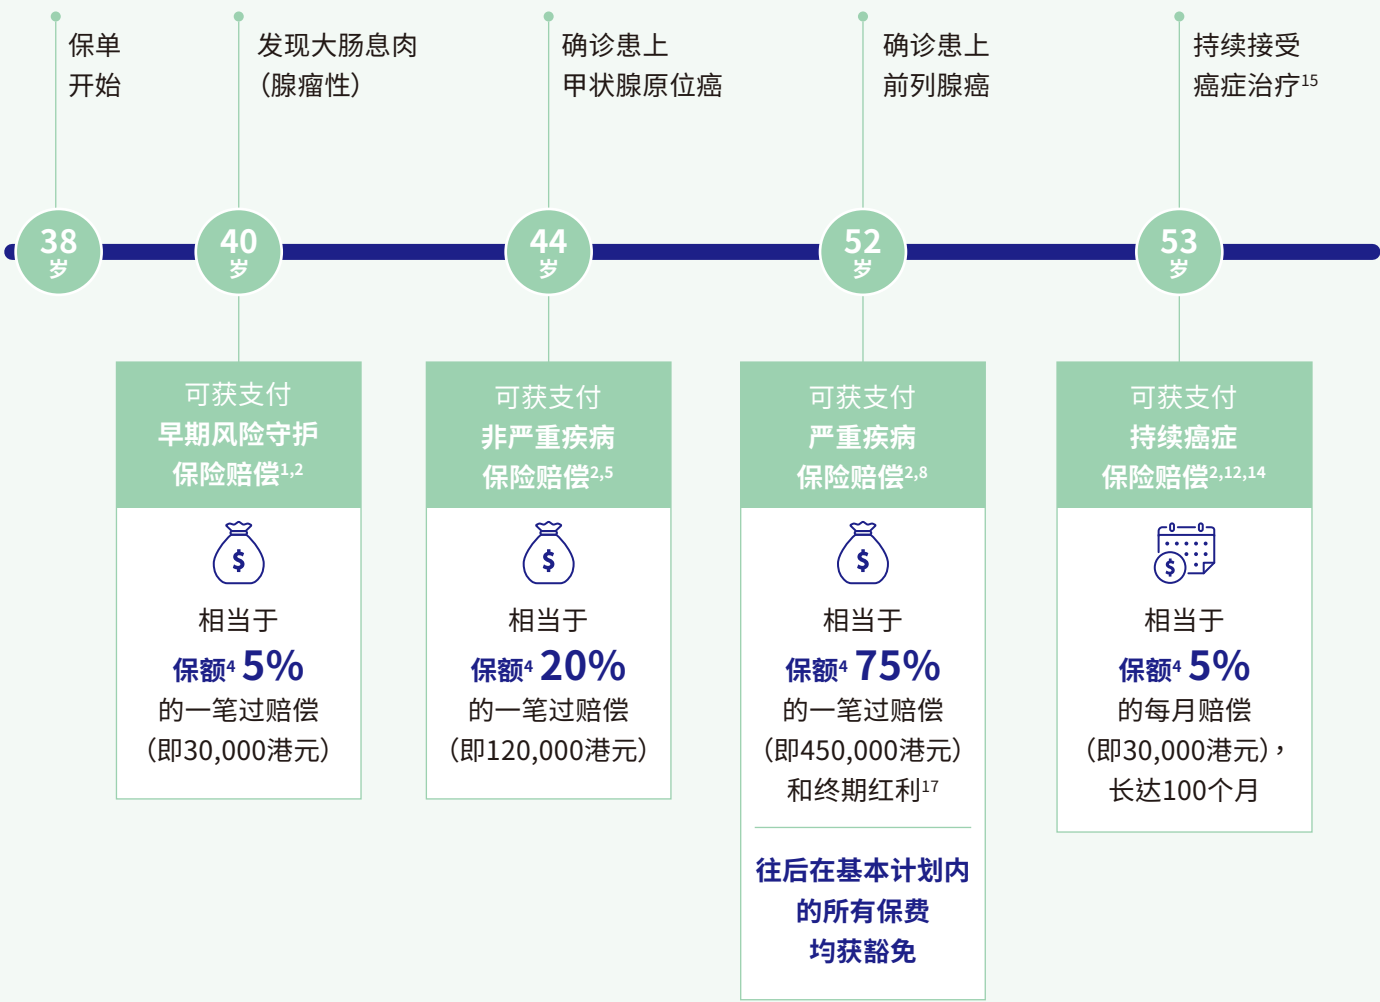 保单
开始
发现大肠息肉
（腺瘤性）
确诊患上
甲状腺原位癌
确诊患上
前列腺癌
持续接受
癌症治疗15
38
岁
40
岁
44
岁
52
岁
53
岁
可获支付
早期风险守护
保险赔偿1,2
$
相当于
保额4 5%
的一笔过赔偿
（即30,000港元）
可获支付
非严重疾病
保险赔偿2,5
$
相当于
保额4 20%
的一笔过赔偿
（即120,000港元）
可获支付
严重疾病
保险赔偿2,8
$
相当于
保额4 75%
的一笔过赔偿
（即450,000港元）
和终期红利17
往后在基本计划内
的所有保费
均获豁免
可获支付
持续癌症
保险赔偿2,12,14
$
相当于
保额4 5%
的每月赔偿
（即30,000港元），
长达100个月